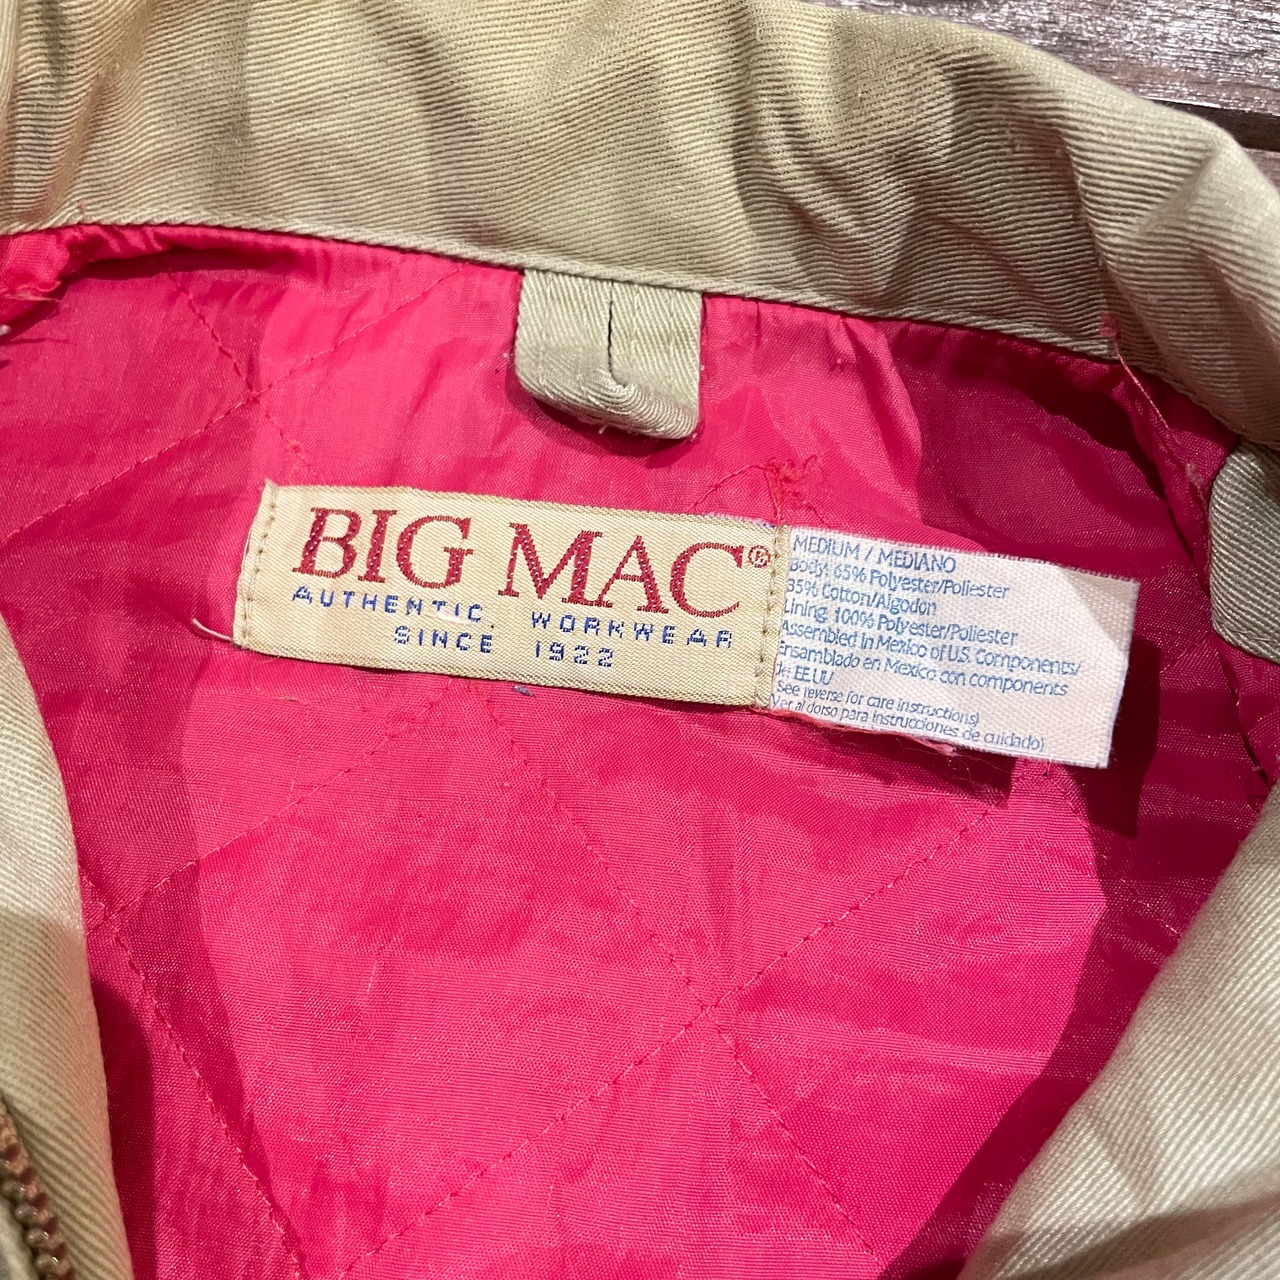 BIG MAC®
AUTHENTIC. WORKWEAR
SINCE 1922
MEDIUM / MEDIANO
Body: 65% Polyester/Poliester
35% Cotton/Algodon
Lining 100% Polyester/Poliester
Assembled in Mexico of U.S. Components/
Ensamblado en Mexico con components
de EE.UU
(See reverse for care instructions)
(Ver al dorso para instrucciones de cuidado)